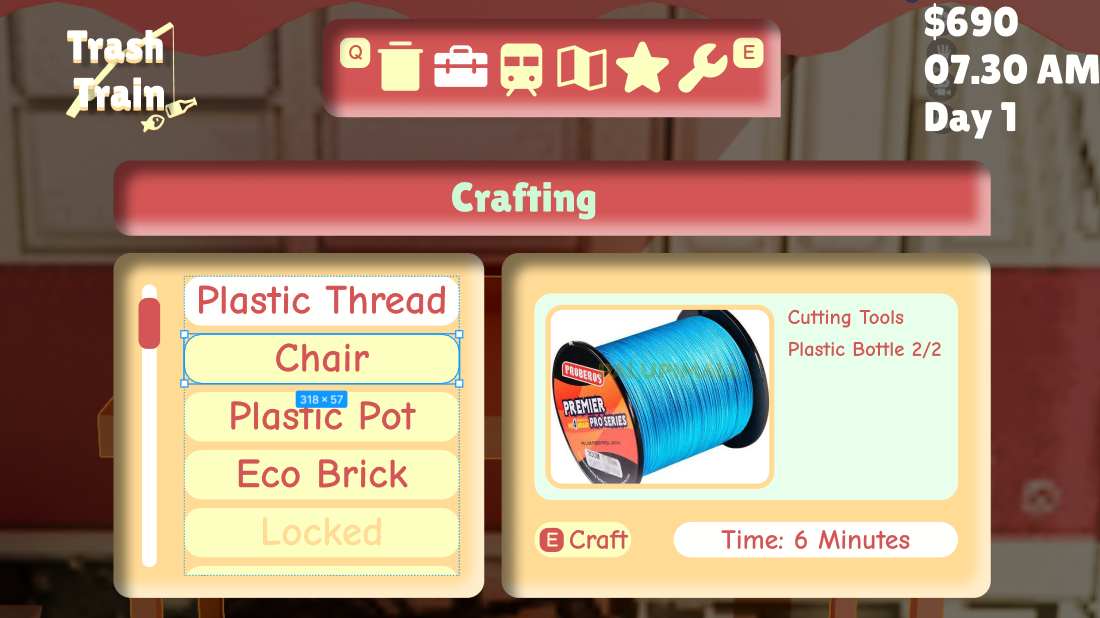 Trash
Train
Q
E
$690
07.30 AM
Day 1
Crafting
Plastic Thread
Chair
318 × 57
Plastic Pot
Eco Brick
Locked
PROBEROS
PREMIER
PRO SERIES
Cutting Tools
Plastic Bottle 2/2
E Craft
Time: 6 Minutes